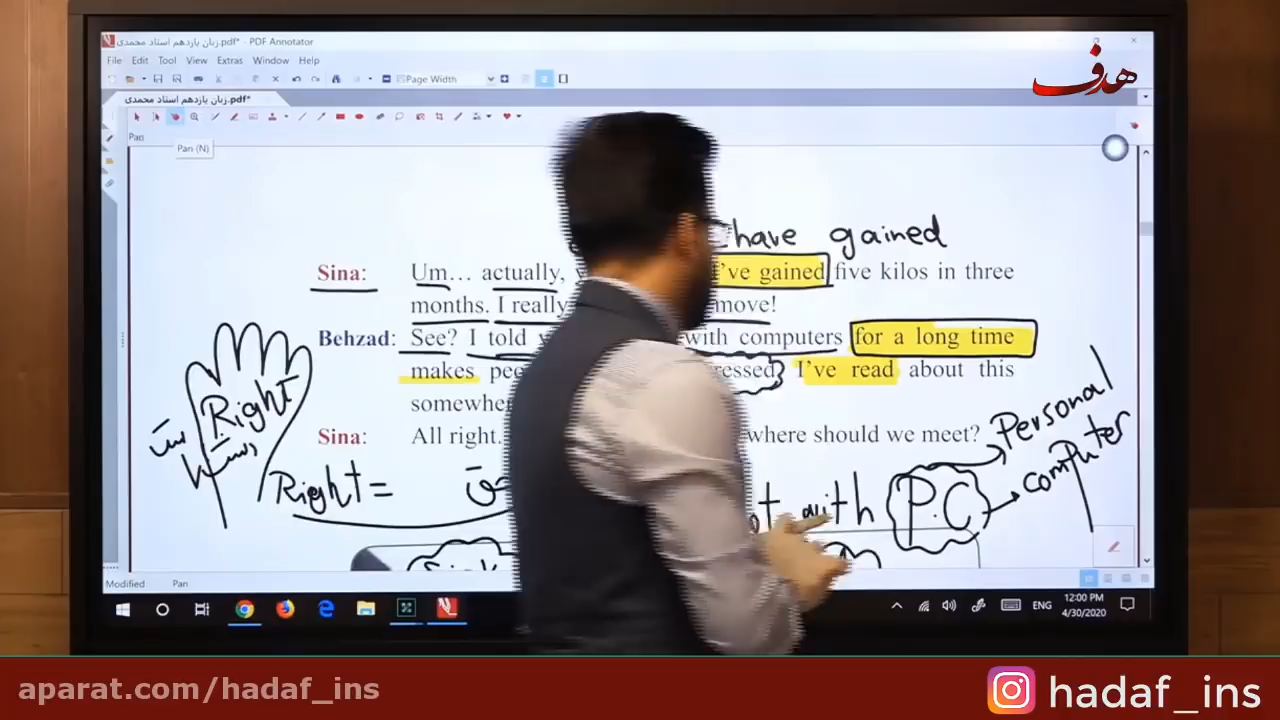 زبان یازدهم استاد محمدی.pdf* - PDF Annotator
هدف
File Edit Tool View Extras Window Help
Page Width
زبان یازدهم استاد محمدی.pdf*
Pan
Pan (N)
have gained
Sina: Um… actually, I've gained five kilos in three
months. I really move!
Behzad: See? I told with computers for a long time
makes I've read about this
Sina: All right. where should we meet?
Right
راست
Right =
with P.C
Personal
computer
Modified Pan
ENG
12:00 PM
4/30/2020
aparat.com/hadaf_ins
hadaf_ins